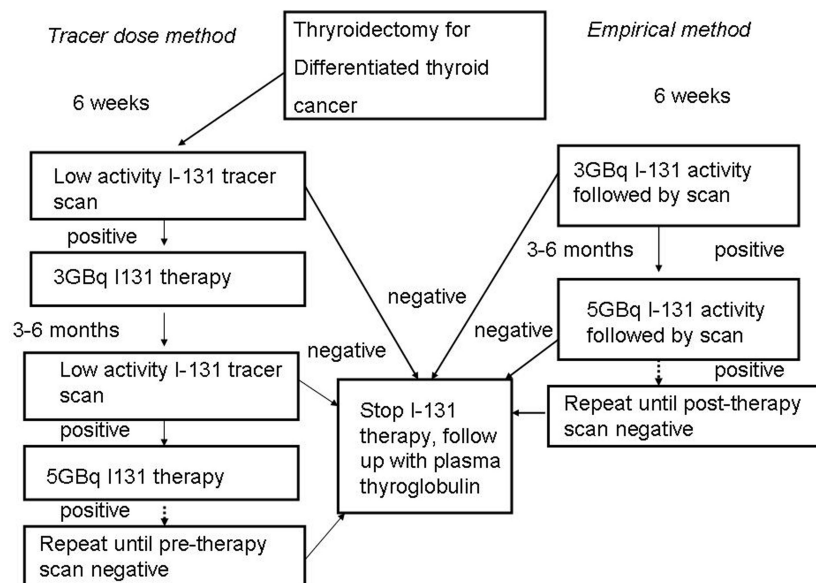 Tracer dose method
Thryroidectomy for
Differentiated thyroid
cancer
Empirical method
6 weeks
6 weeks
Low activity I-131 tracer
scan
positive
3GBq I131 therapy
3-6 months
Low activity I-131 tracer
scan
positive
5GBq I131 therapy
positive
Repeat until pre-therapy
scan negative
negative
negative
negative
Stop I-131
therapy, follow
up with plasma
thyroglobulin
3GBq I-131 activity
followed by scan
3-6 months
positive
5GBq I-131 activity
followed by scan
positive
Repeat until post-therapy
scan negative